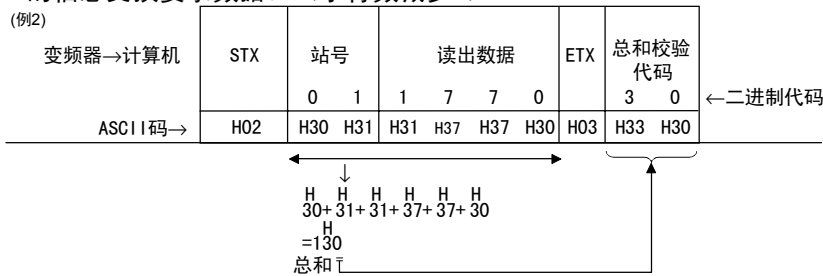 (例2)
变频器→计算机 STX 站号 读出数据 ETX 总和校验代码
0 1 1 7 7 0 3 0 ←二进制代码
ASCII码→ H02 H30 H31 H31 H37 H37 H30 H03 H33 H30
↓
H H H H H H
30+31+31+37+37+30
H
=130
总和